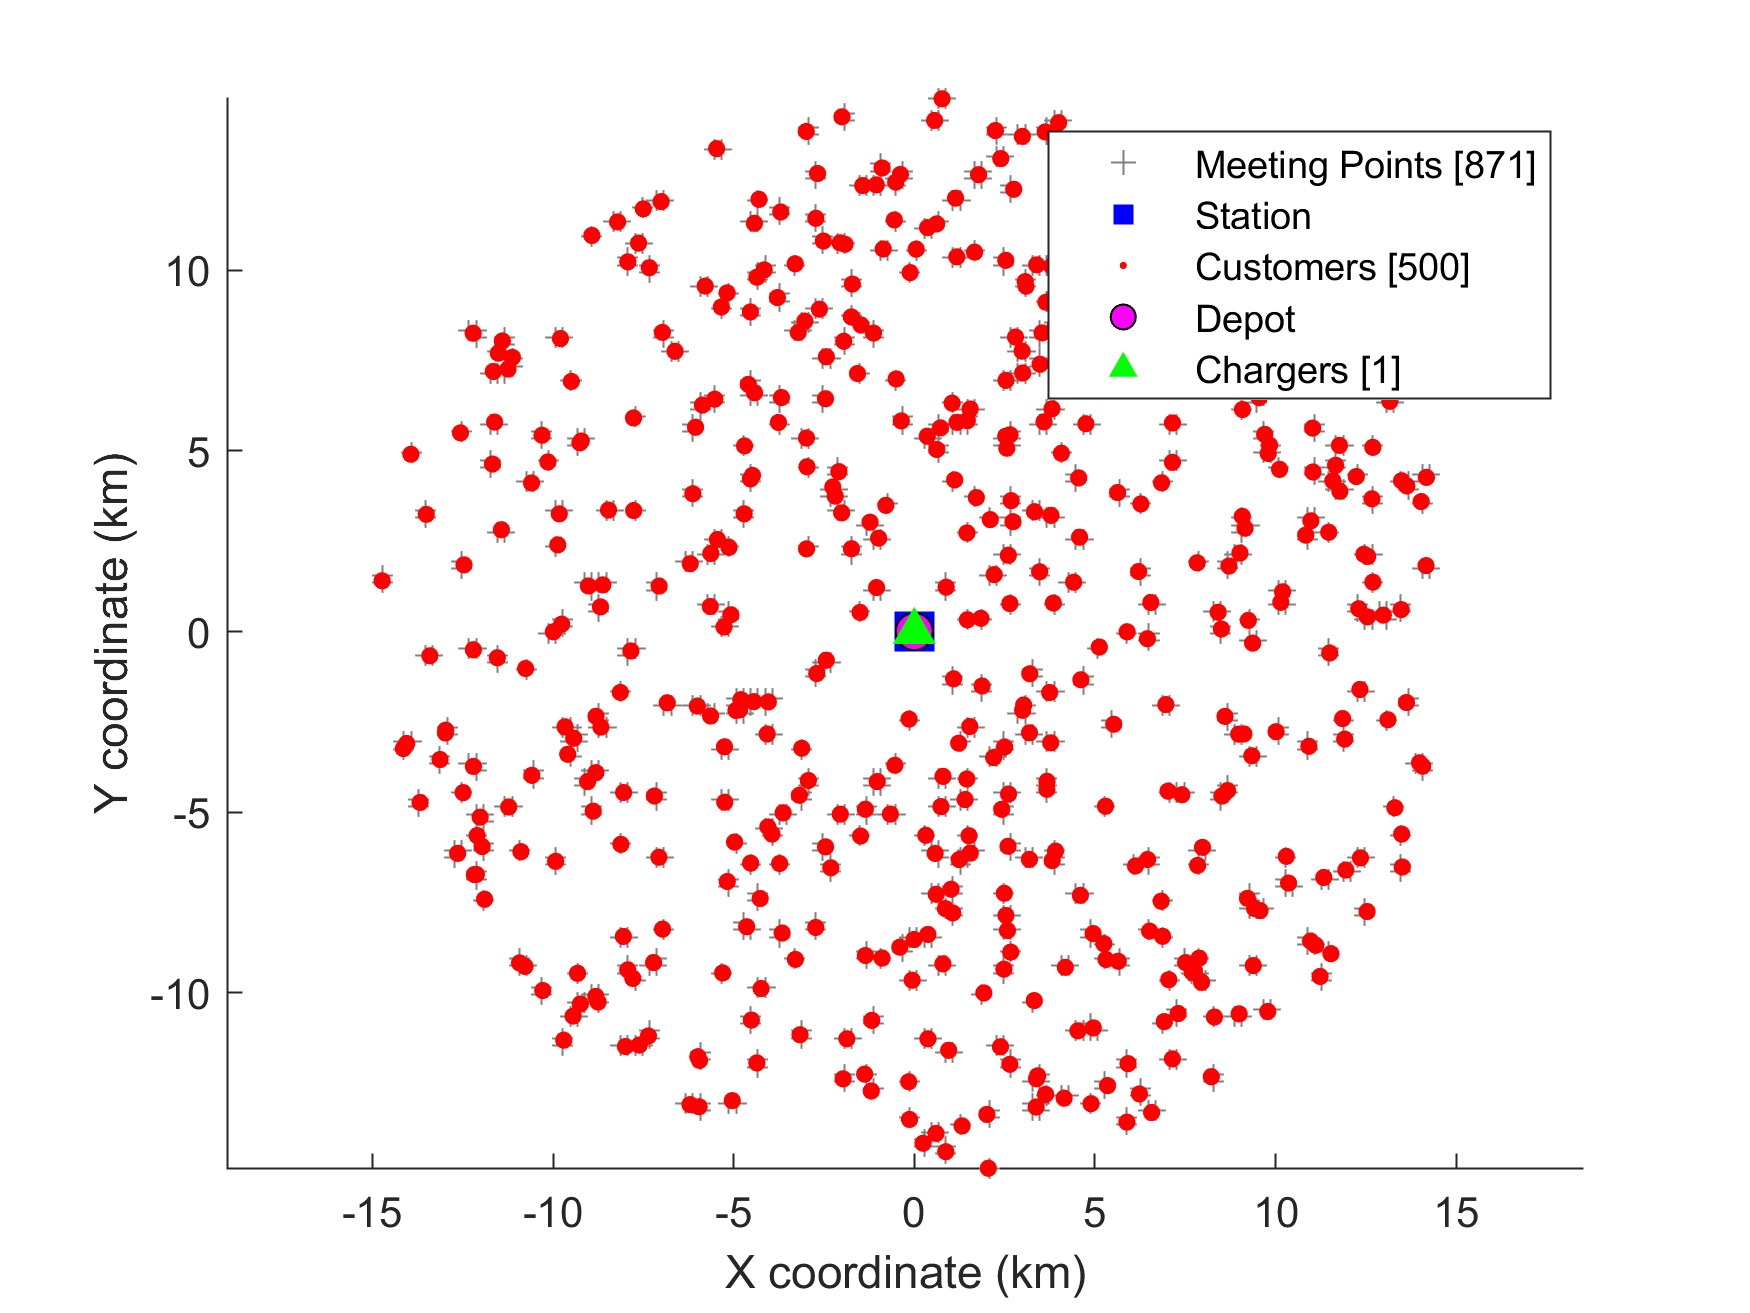 Meeting Points [871]
Station
Customers [500]
Depot
Chargers [1]
10
5
0
-5
-10
Y coordinate (km)
-15
-10
-5
0
5
10
15
X coordinate (km)